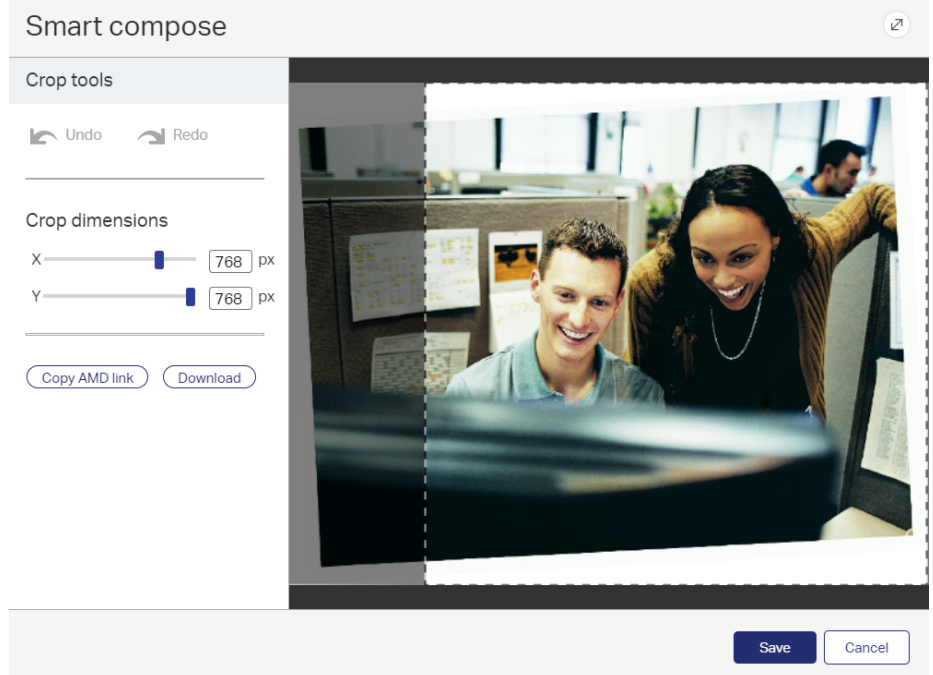 Smart compose
Crop tools
Undo Redo
Crop dimensions
X 768 px
Y 768 px
Copy AMD link Download
Save Cancel